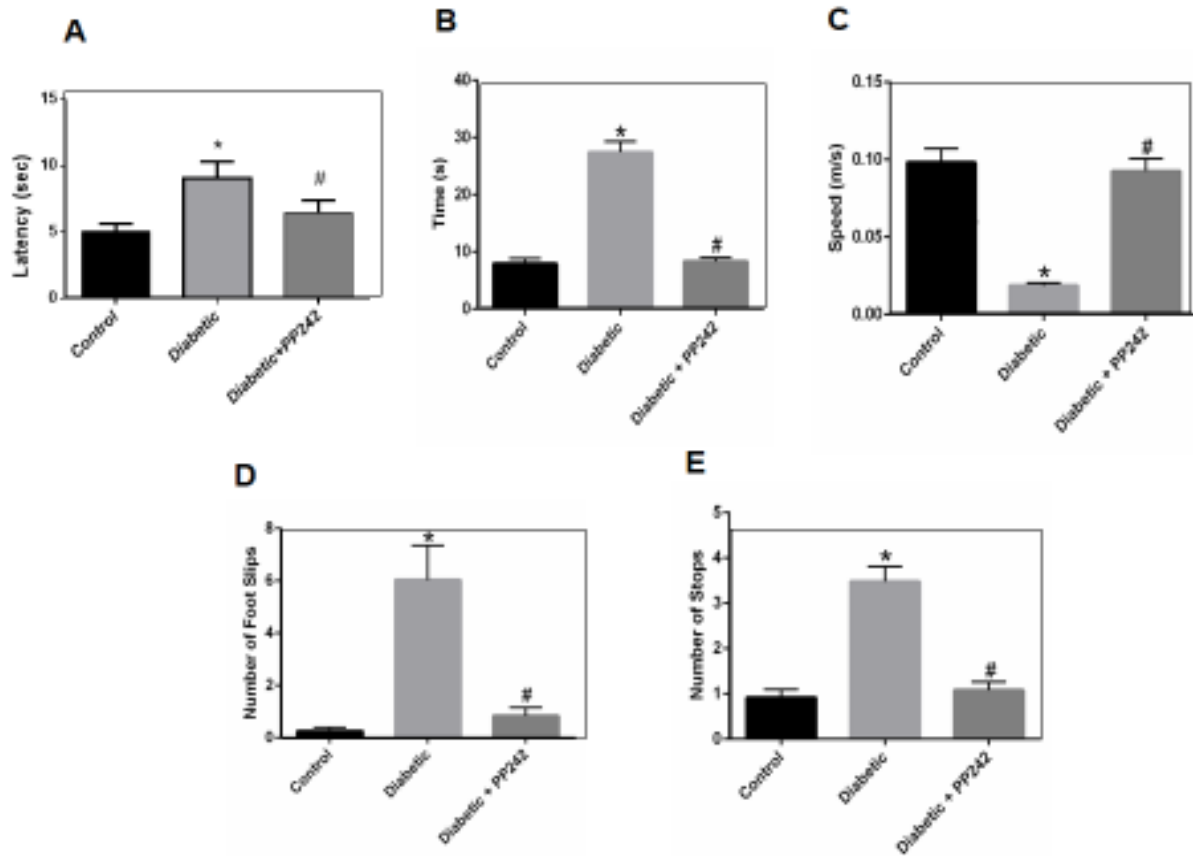 A
Latency (sec)
15
10
5
0
*
#
Control
Diabetic
Diabetic+PP242
B
Time (s)
40
30
20
10
0
*
#
Control
Diabetic
Diabetic + PP242
C
Speed (m/s)
0.15
0.10
0.05
0.00
*
#
Control
Diabetic
Diabetic + PP242
D
Number of Foot Slips
8
6
4
2
0
*
#
Control
Diabetic
Diabetic + PP242
E
Number of Stops
5
4
3
2
1
0
*
#
Control
Diabetic
Diabetic + PP242